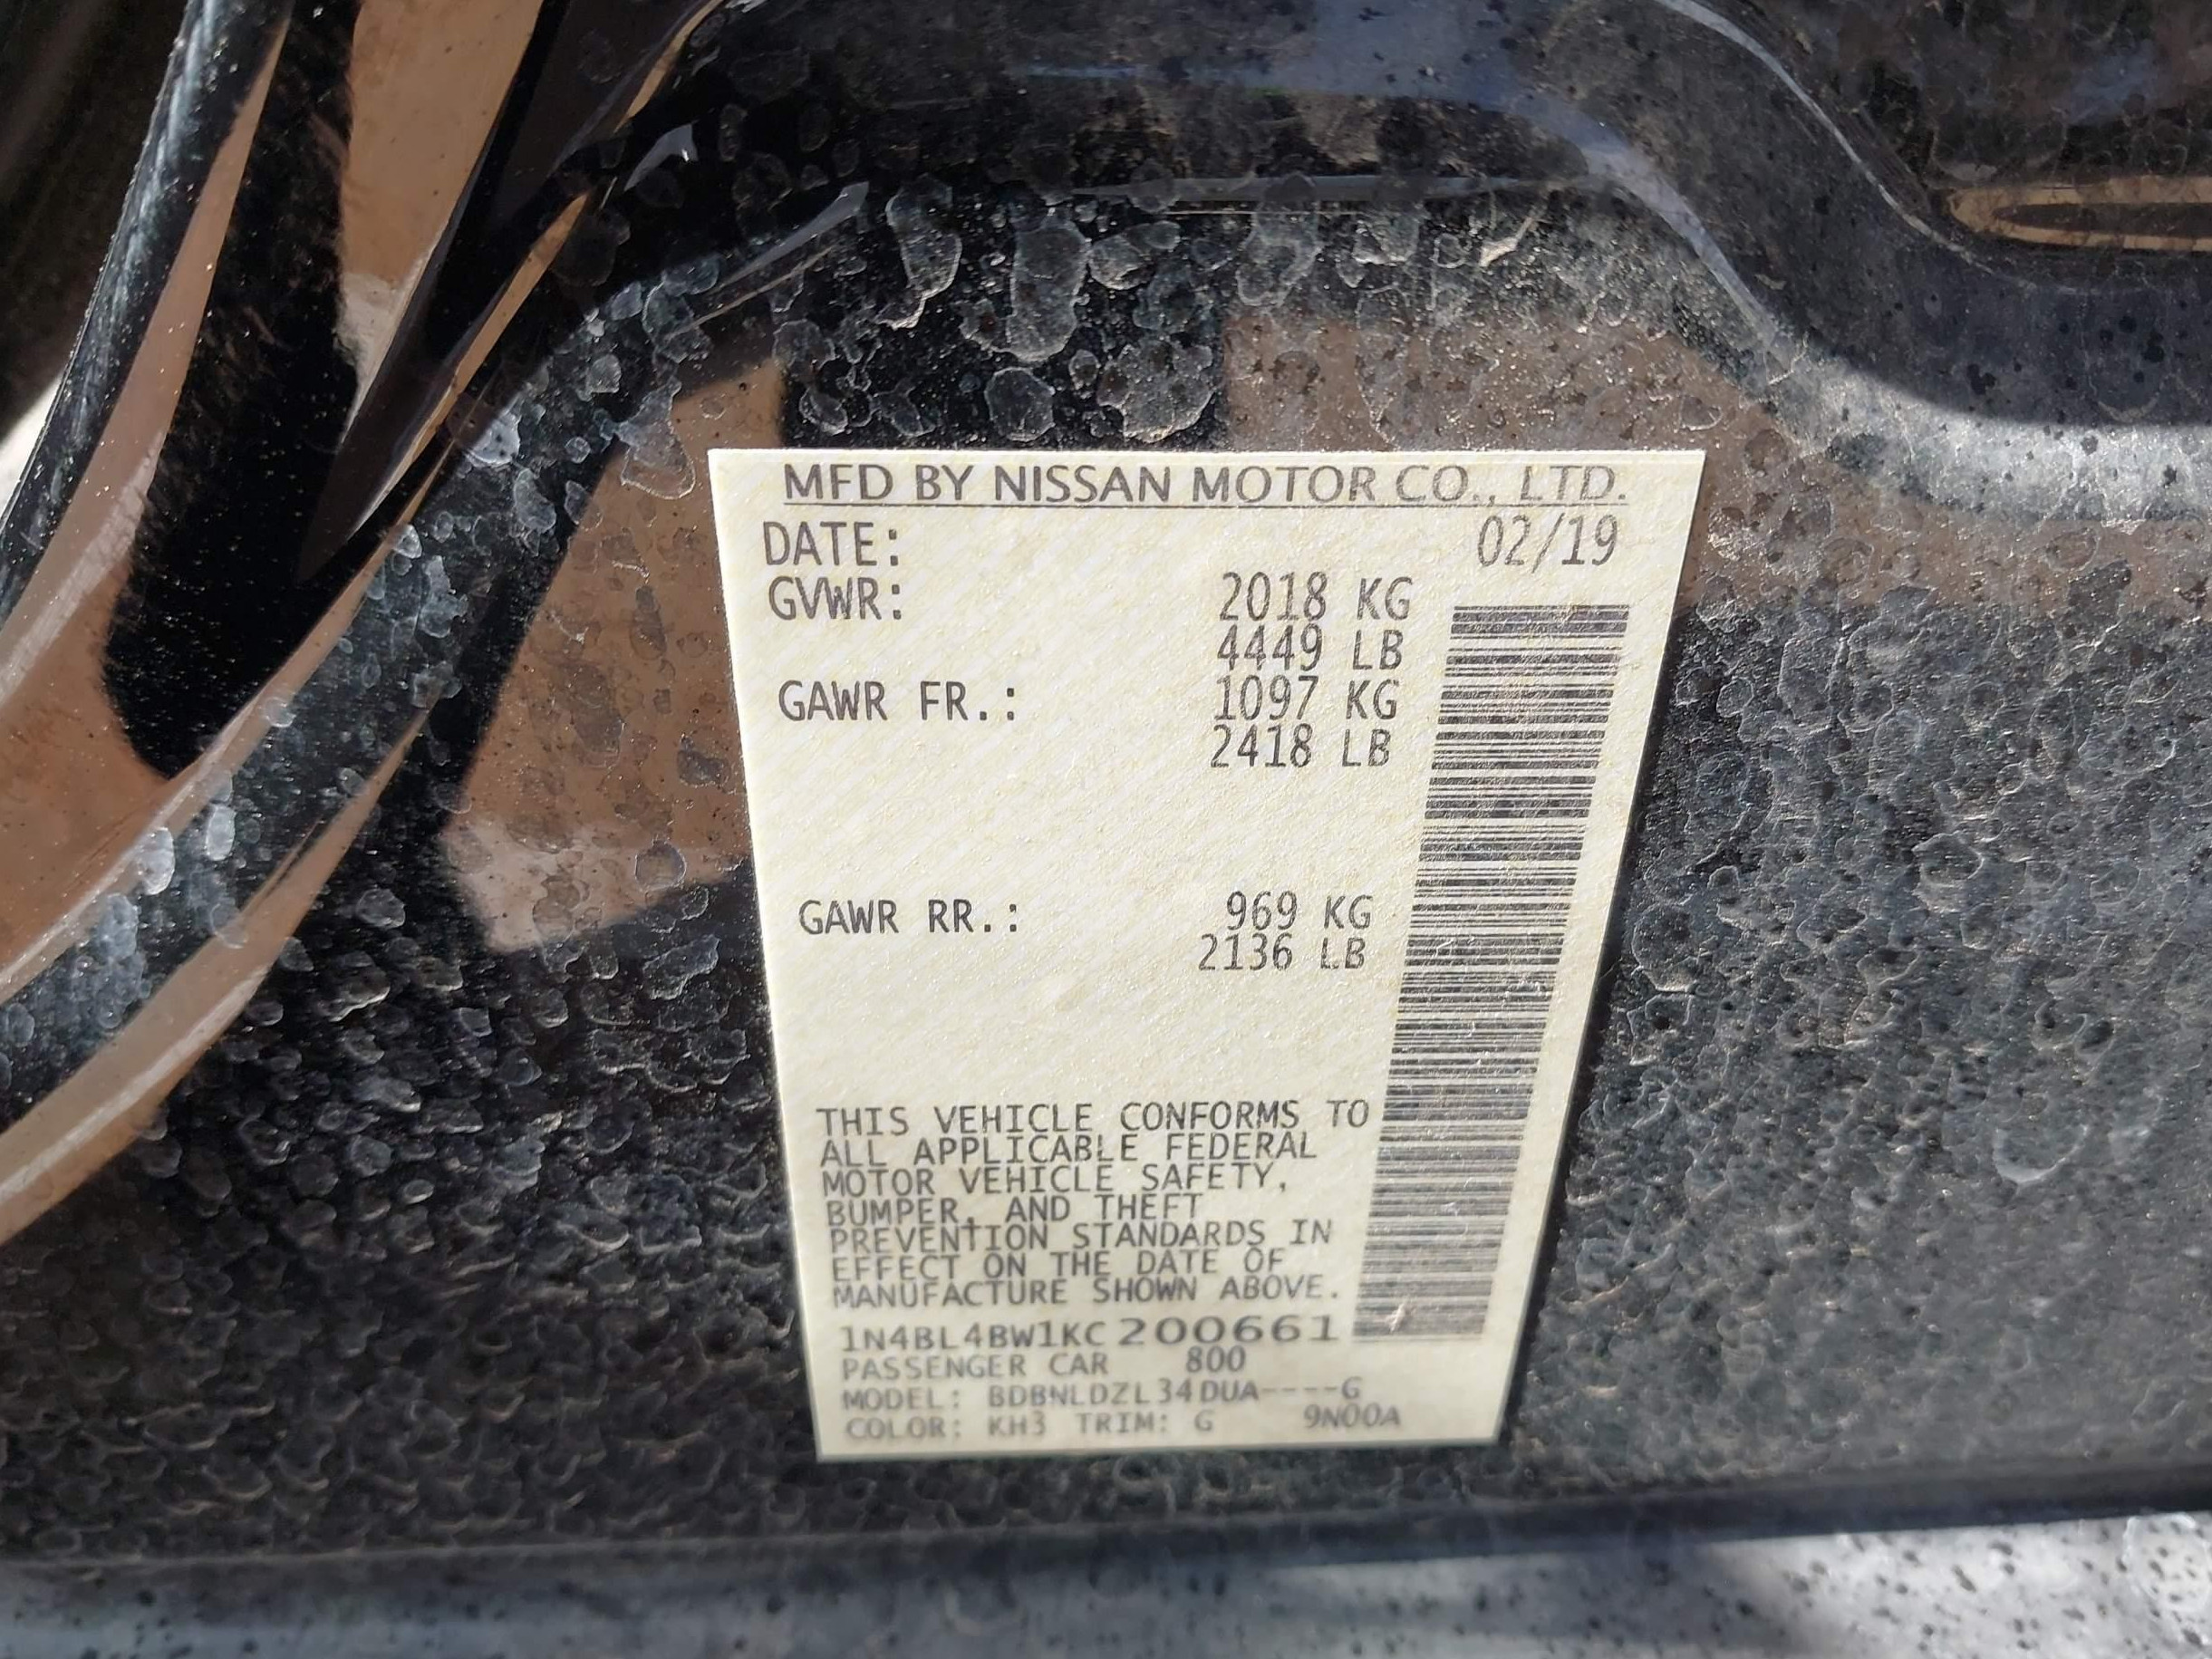 MFD BY NISSAN MOTOR CO., LTD.
DATE: 02/19
GVWR: 2018 KG
4449 LB
GAWR FR.: 1097 KG
2418 LB
GAWR RR.: 969 KG
2136 LB
THIS VEHICLE CONFORMS TO
ALL APPLICABLE FEDERAL
MOTOR VEHICLE SAFETY,
BUMPER, AND THEFT
PREVENTION STANDARDS IN
EFFECT ON THE DATE OF
MANUFACTURE SHOWN ABOVE.
1N4BL4BW1KC200661
PASSENGER CAR 800
MODEL: BDBNLDZL34DUA----G
COLOR: KH3 TRIM: G 9N00A